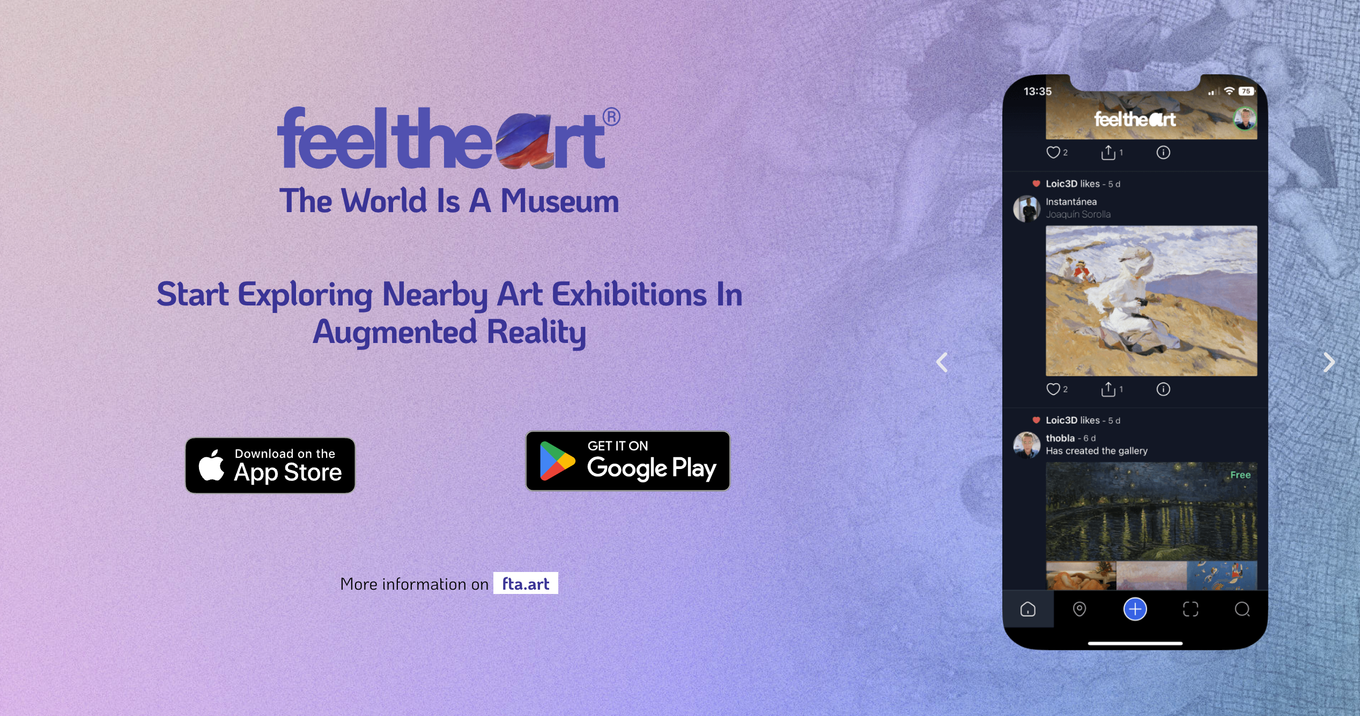 feeltheart®
The World Is A Museum
Start Exploring Nearby Art Exhibitions In
Augmented Reality
Download on the
App Store
GET IT ON
Google Play
More information on fta.art
13:35
75
feeltheart
2
1
Loic3D likes - 5 d
Instantánea
Joaquín Sorolla
2
1
Loic3D likes - 5 d
thobla - 6 d
Has created the gallery
Free